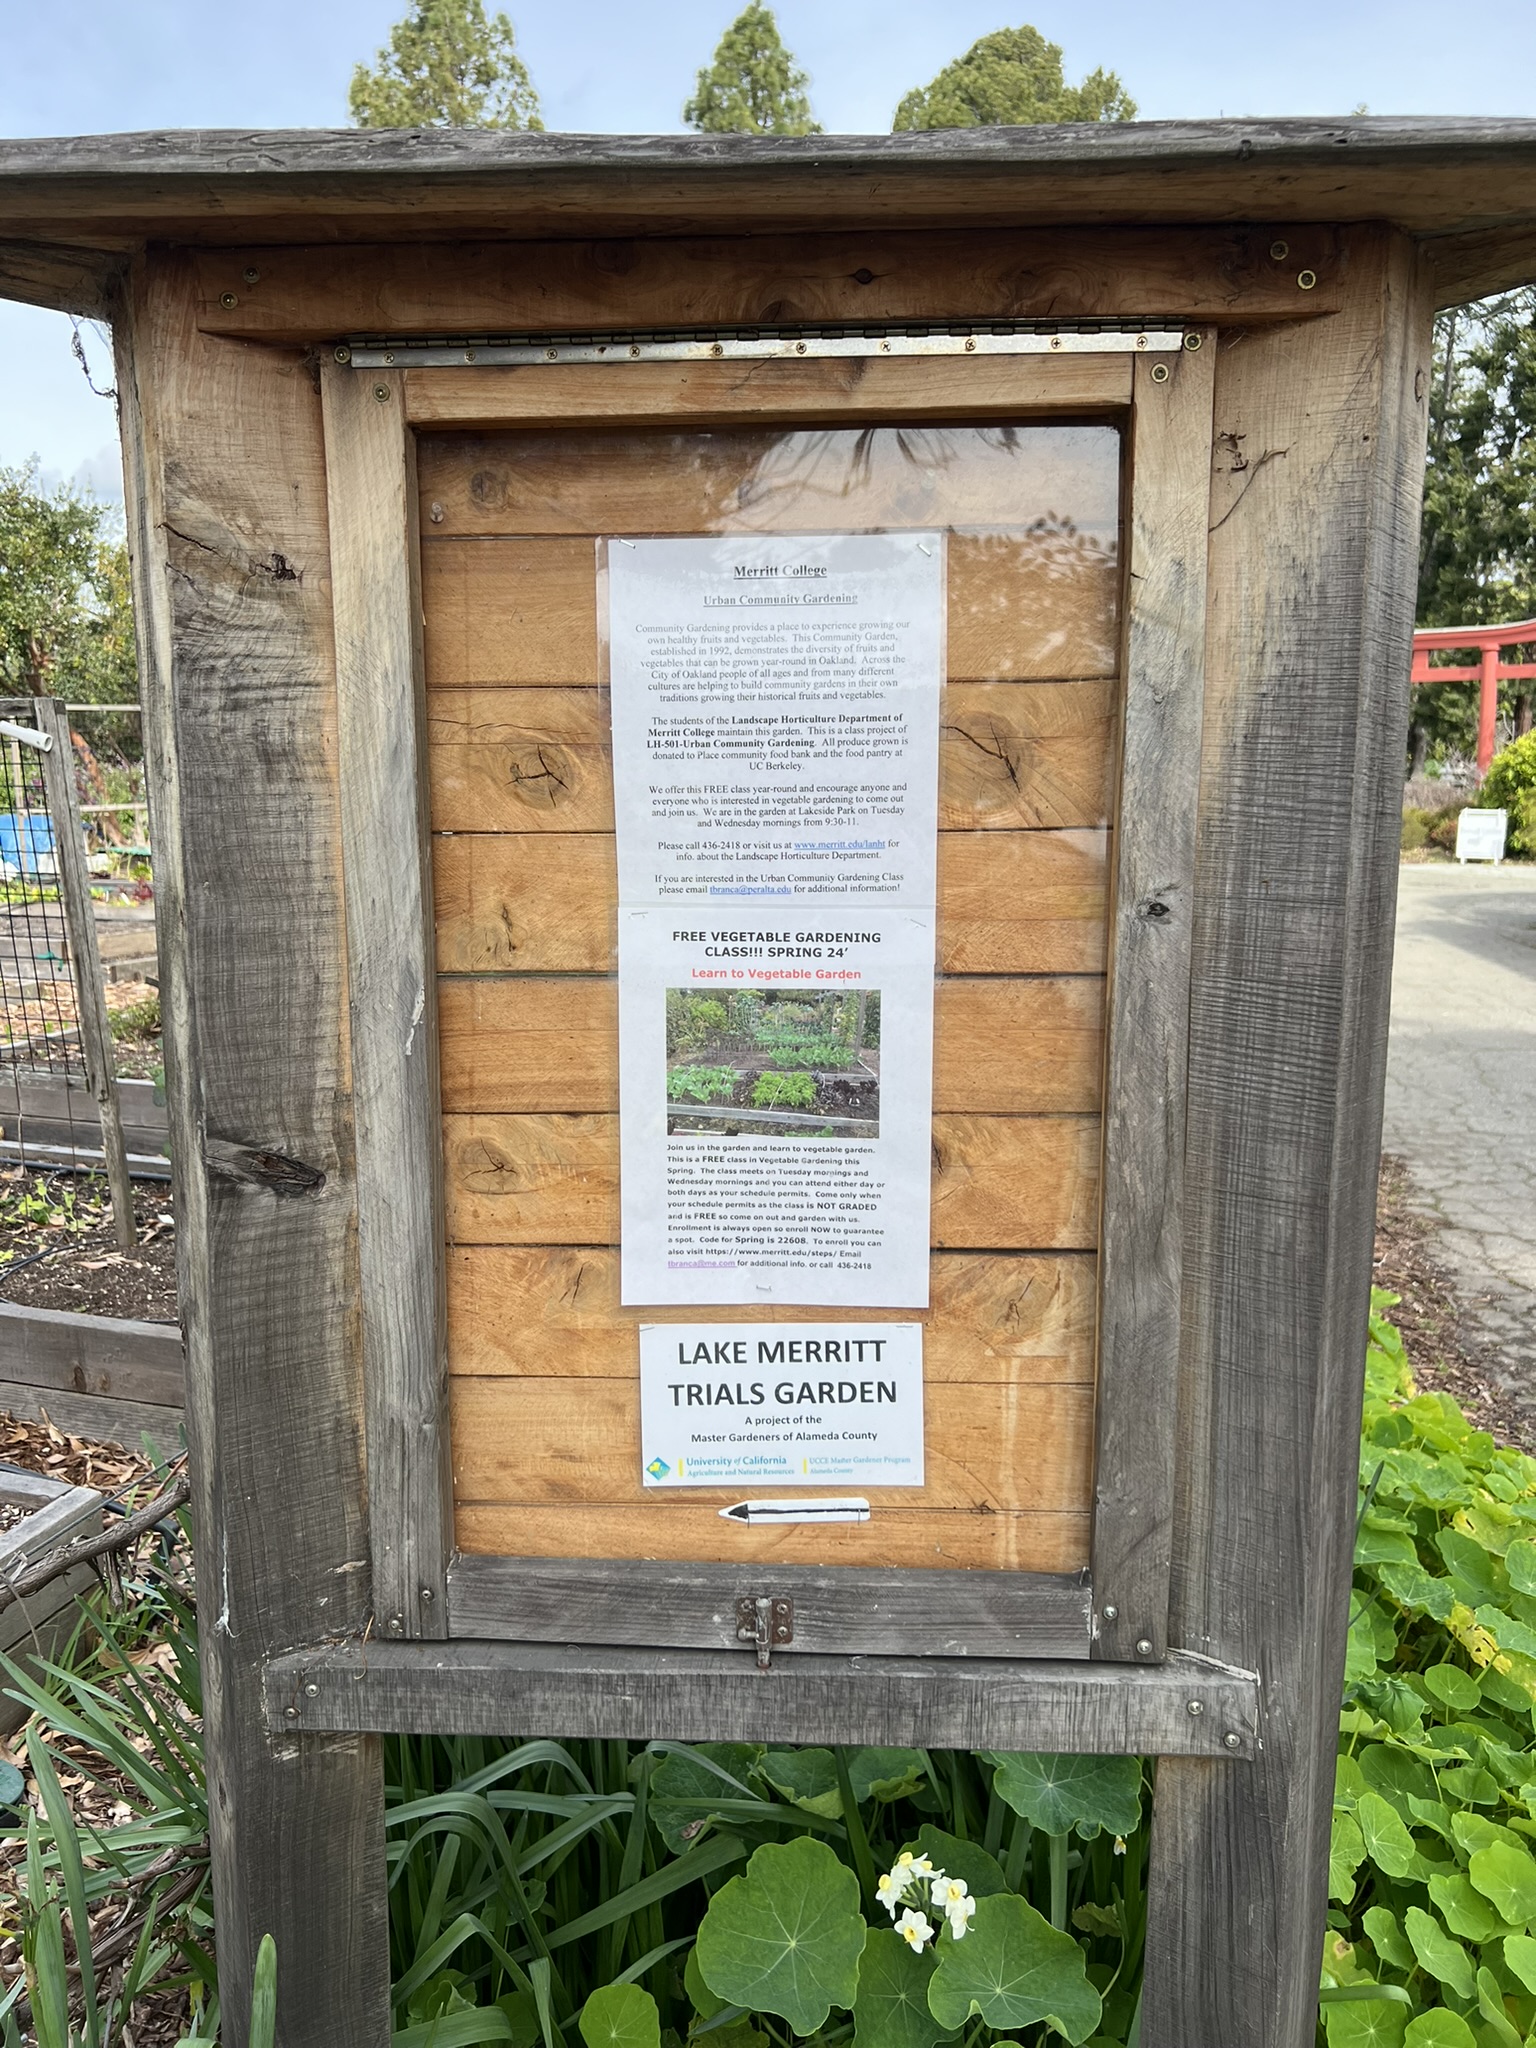 Merritt College
Urban Community Gardening
Community Gardening provides a place to experience growing our
own healthy fruits and vegetables. This Community Garden,
established in 1992, demonstrates the diversity of fruits and
vegetables that can be grown year-round in Oakland. Across the
City of Oakland people of all ages and from many different
cultures are helping to build community gardens in their own
traditions growing their historical fruits and vegetables.
The students of the Landscape Horticulture Department of
Merritt College maintain this garden. This is a class project of
LH-501-Urban Community Gardening. All produce grown is
donated to Place community food bank and the food pantry at
UC Berkeley.
We offer this FREE class year-round and encourage anyone and
everyone who is interested in vegetable gardening to come out
and join us. We are in the garden at Lakeside Park on Tuesday
and Wednesday mornings from 9:30-11.
Please call 436-2418 or visit us at www.merritt.edu/lanht for
info. about the Landscape Horticulture Department.
If you are interested in the Urban Community Gardening Class
please email tbranca@peralta.edu for additional information!
FREE VEGETABLE GARDENING
CLASS!!! SPRING 24′
Learn to Vegetable Garden
Join us in the garden and learn to vegetable garden.
This is a FREE class in Vegetable Gardening this
Spring. The class meets on Tuesday mornings and
Wednesday mornings and you can attend either day or
both days as your schedule permits. Come only when
your schedule permits as the class is NOT GRADED
and is FREE so come on out and garden with us.
Enrollment is always open so enroll NOW to guarantee
a spot. Code for Spring is 22608. To enroll you can
also visit https://www.merritt.edu/steps/ Email
tbranca@me.com for additional info. or call 436-2418
LAKE MERRITT
TRIALS GARDEN
A project of the
Master Gardeners of Alameda County
University of California
Agriculture and Natural Resources
UCCE Master Gardener Program
Alameda County